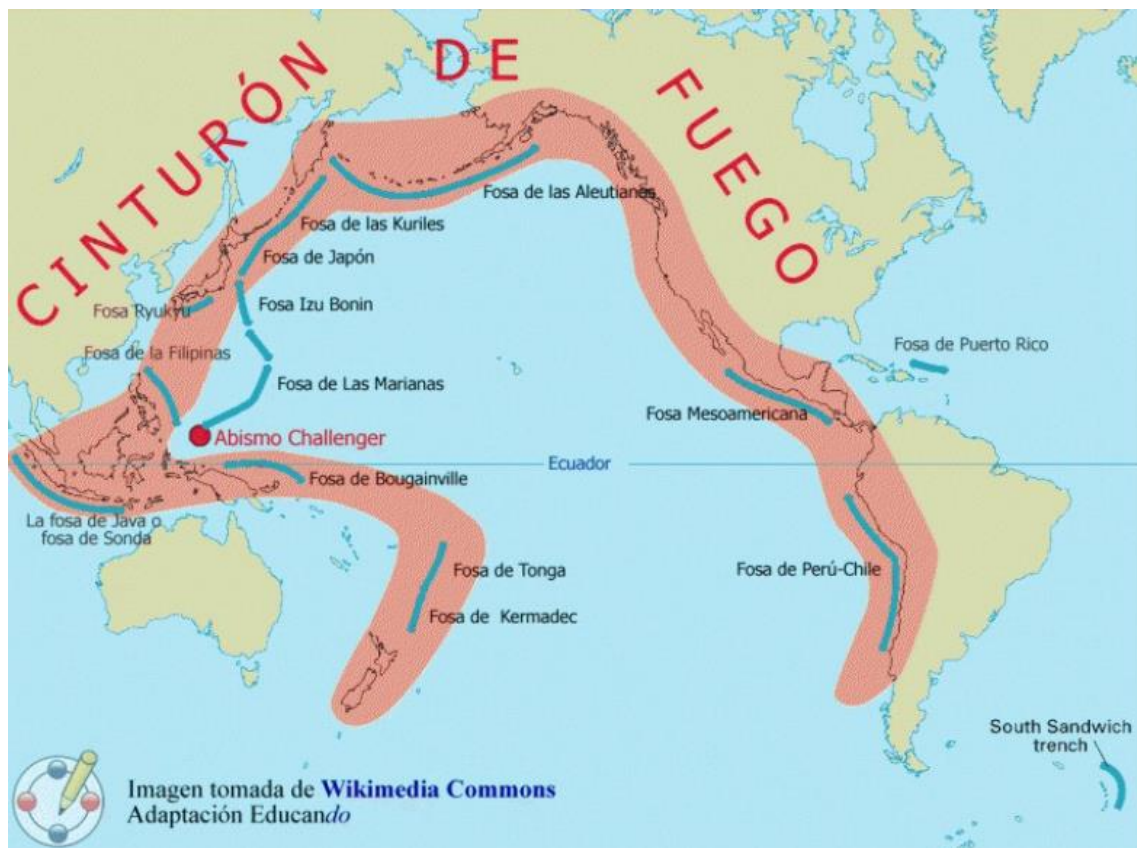 CINTURÓN DE FUEGO
Fosa de las Aleutianas
Fosa de las Kuriles
Fosa de Japón
Fosa Ryukyu
Fosa Izu Bonin
Fosa de la Filipinas
Fosa de Puerto Rico
Fosa de Las Marianas
Fosa Mesoamericana
Abismo Challenger
Ecuador
Fosa de Bougainville
La fosa de Java o
fosa de Sonda
Fosa de Tonga
Fosa de Perú-Chile
Fosa de Kermadec
South Sandwich
trench
Imagen tomada de Wikimedia Commons
Adaptación Educando